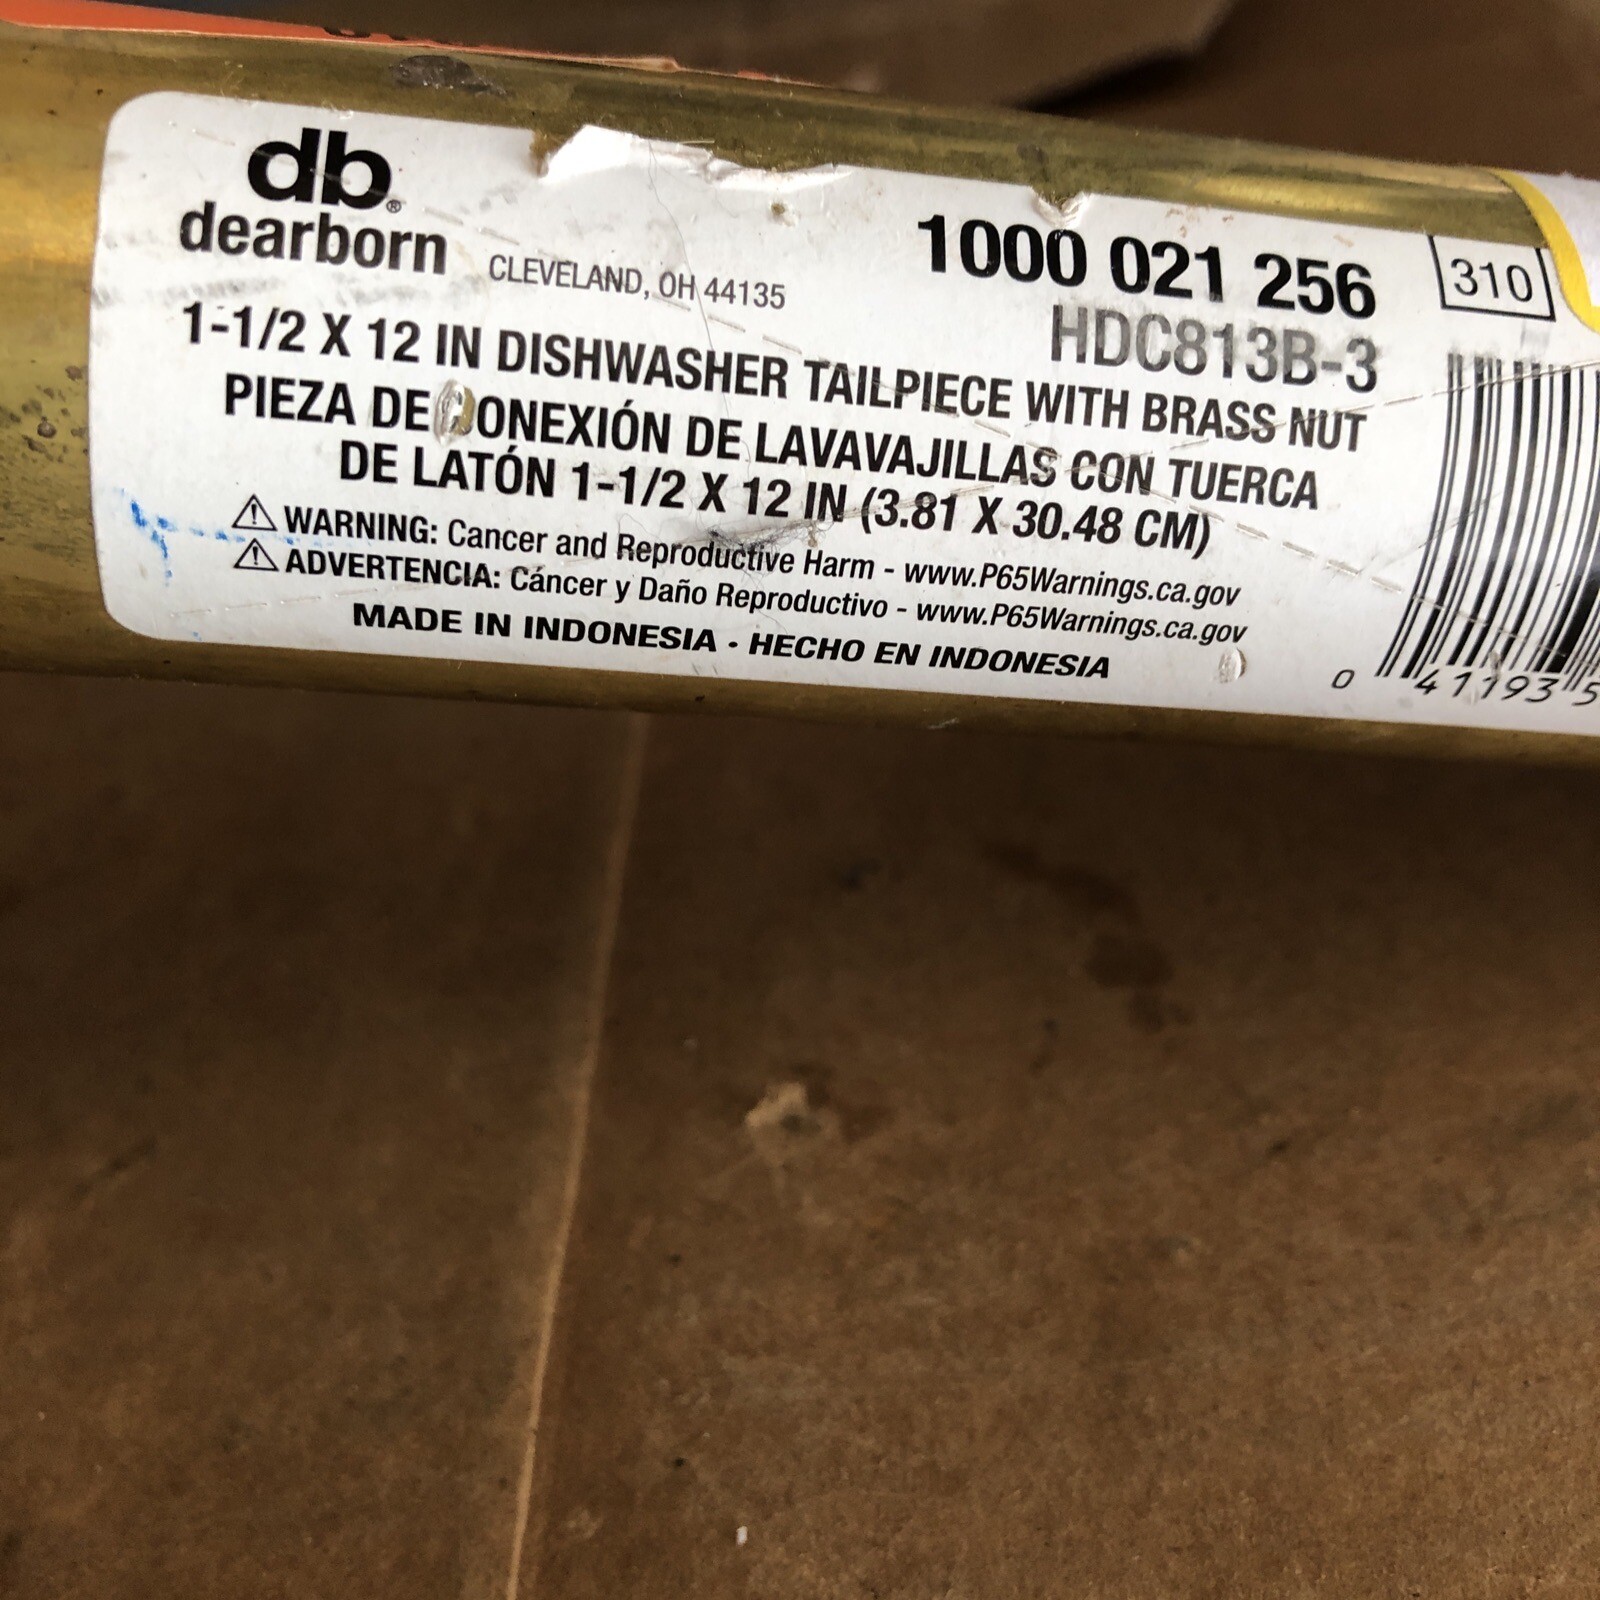 db®
dearborn
CLEVELAND, OH 44135
1000 021 256
310
HDC813B-3
1-1/2 X 12 IN DISHWASHER TAILPIECE WITH BRASS NUT
PIEZA DE CONEXIÓN DE LAVAVAJILLAS CON TUERCA
DE LATÓN 1-1/2 X 12 IN (3.81 X 30.48 CM)
⚠ WARNING: Cancer and Reproductive Harm - www.P65Warnings.ca.gov
⚠ ADVERTENCIA: Cáncer y Daño Reproductivo - www.P65Warnings.ca.gov
MADE IN INDONESIA · HECHO EN INDONESIA
0 41193 5